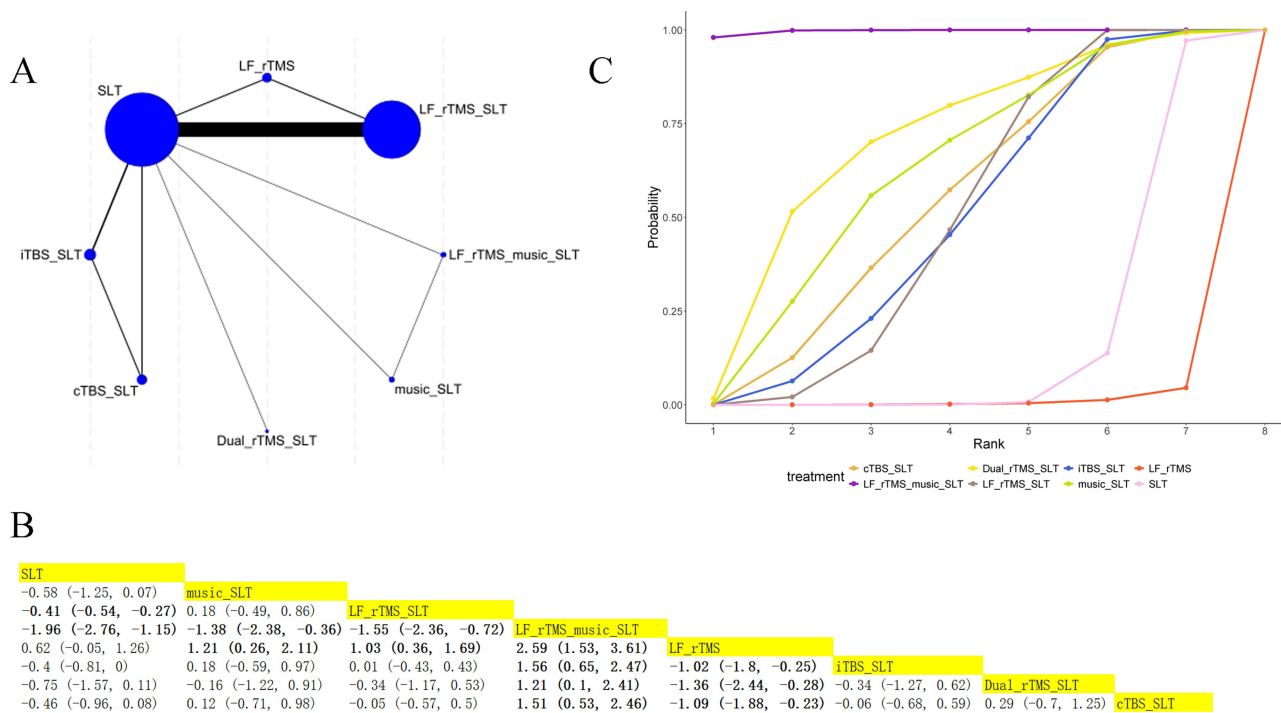 A
LF_rTMS
SLT
LF_rTMS_SLT
iTBS_SLT
LF_rTMS_music_SLT
cTBS_SLT
music_SLT
Dual_rTMS_SLT
C
1.00
0.75
0.50
0.25
0.00
Probability
1 2 3 4 5 6 7 8
Rank
treatment
cTBS_SLT Dual_rTMS_SLT iTBS_SLT LF_rTMS
LF_rTMS_music_SLT LF_rTMS_SLT music_SLT SLT
B
SLT
-0.58 (-1.25, 0.07) music_SLT
-0.41 (-0.54, -0.27) 0.18 (-0.49, 0.86) LF_rTMS_SLT
-1.96 (-2.76, -1.15) -1.38 (-2.38, -0.36) -1.55 (-2.36, -0.72) LF_rTMS_music_SLT
0.62 (-0.05, 1.26) 1.21 (0.26, 2.11) 1.03 (0.36, 1.69) 2.59 (1.53, 3.61) LF_rTMS
-0.4 (-0.81, 0) 0.18 (-0.59, 0.97) 0.01 (-0.43, 0.43) 1.56 (0.65, 2.47) -1.02 (-1.8, -0.25) iTBS_SLT
-0.75 (-1.57, 0.11) -0.16 (-1.22, 0.91) -0.34 (-1.17, 0.53) 1.21 (0.1, 2.41) -1.36 (-2.44, -0.28) -0.34 (-1.27, 0.62) Dual_rTMS_SLT
-0.46 (-0.96, 0.08) 0.12 (-0.71, 0.98) -0.05 (-0.57, 0.5) 1.51 (0.53, 2.46) -1.09 (-1.88, -0.23) -0.06 (-0.68, 0.59) 0.29 (-0.7, 1.25) cTBS_SLT